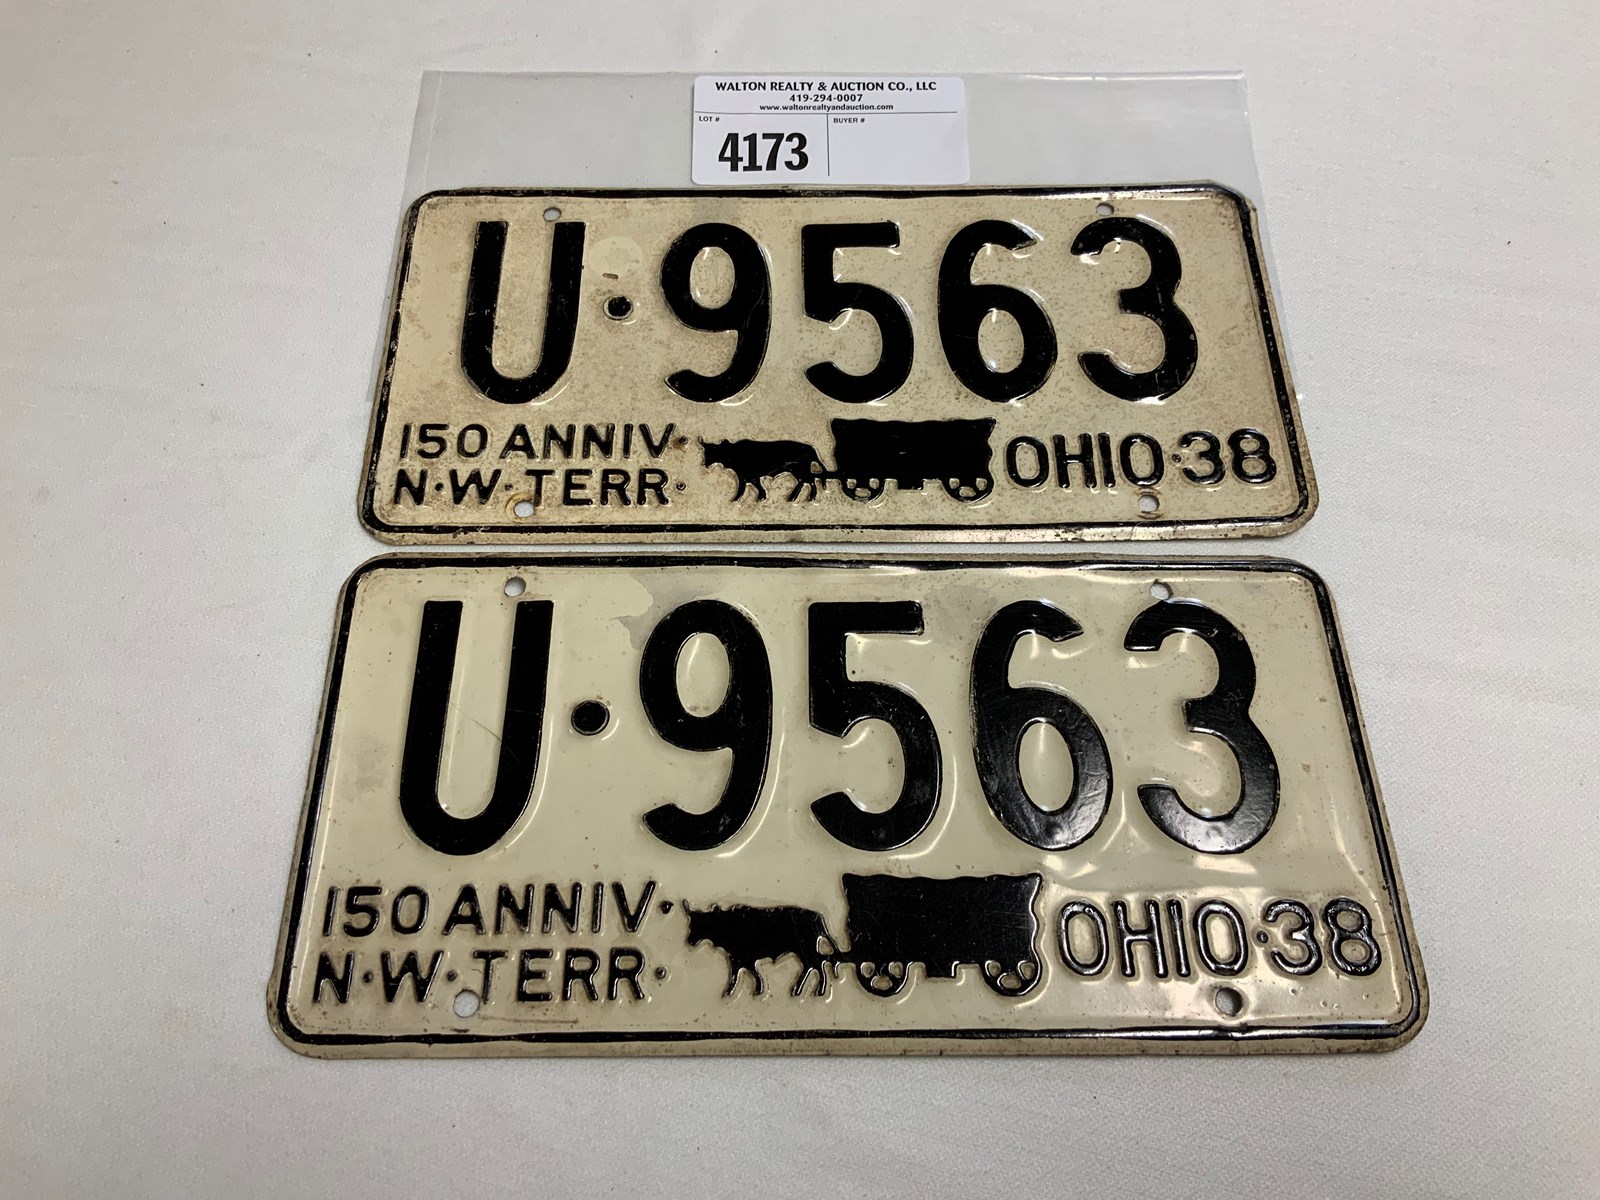 WALTON REALTY & AUCTION CO., LLC
419-294-0007
www.waltonrealtyandauction.com
LOT # BUYER #
4173
U·9563
150 ANNIV·
N·W·TERR·
OHIO·38
U·9563
150 ANNIV·
N·W·TERR·
OHIO·38